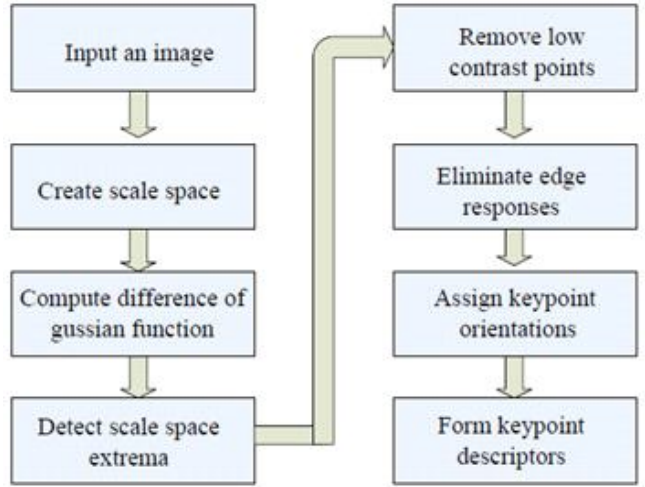 Input an image
Create scale space
Compute difference of
gussian function
Detect scale space
extrema
Remove low
contrast points
Eliminate edge
responses
Assign keypoint
orientations
Form keypoint
descriptors